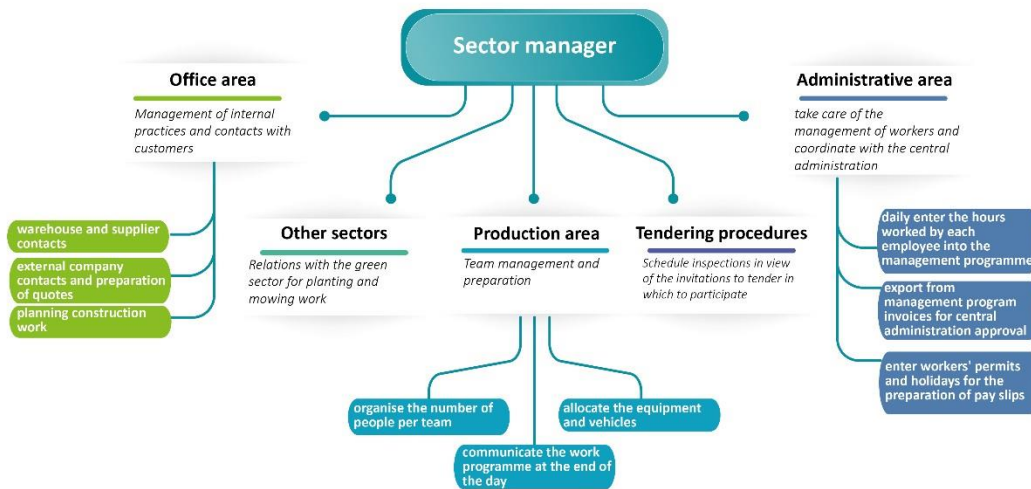 Sector manager
Office area
Management of internal
practices and contacts with
customers
warehouse and supplier
contacts
external company
contacts and preparation
of quotes
planning construction
work
Other sectors
Relations with the green
sector for planting and
mowing work
Production area
Team management and
preparation
organise the number of
people per team
communicate the work
programme at the end of
the day
allocate the equipment
and vehicles
Tendering procedures
Schedule inspections in view
of the invitations to tender in
which to participate
Administrative area
take care of the
management of workers and
coordinate with the central
administration
daily enter the hours
worked by each
employee into the
management programme
export from
management program
invoices for central
administration approval
enter workers' permits
and holidays for the
preparation of pay slips